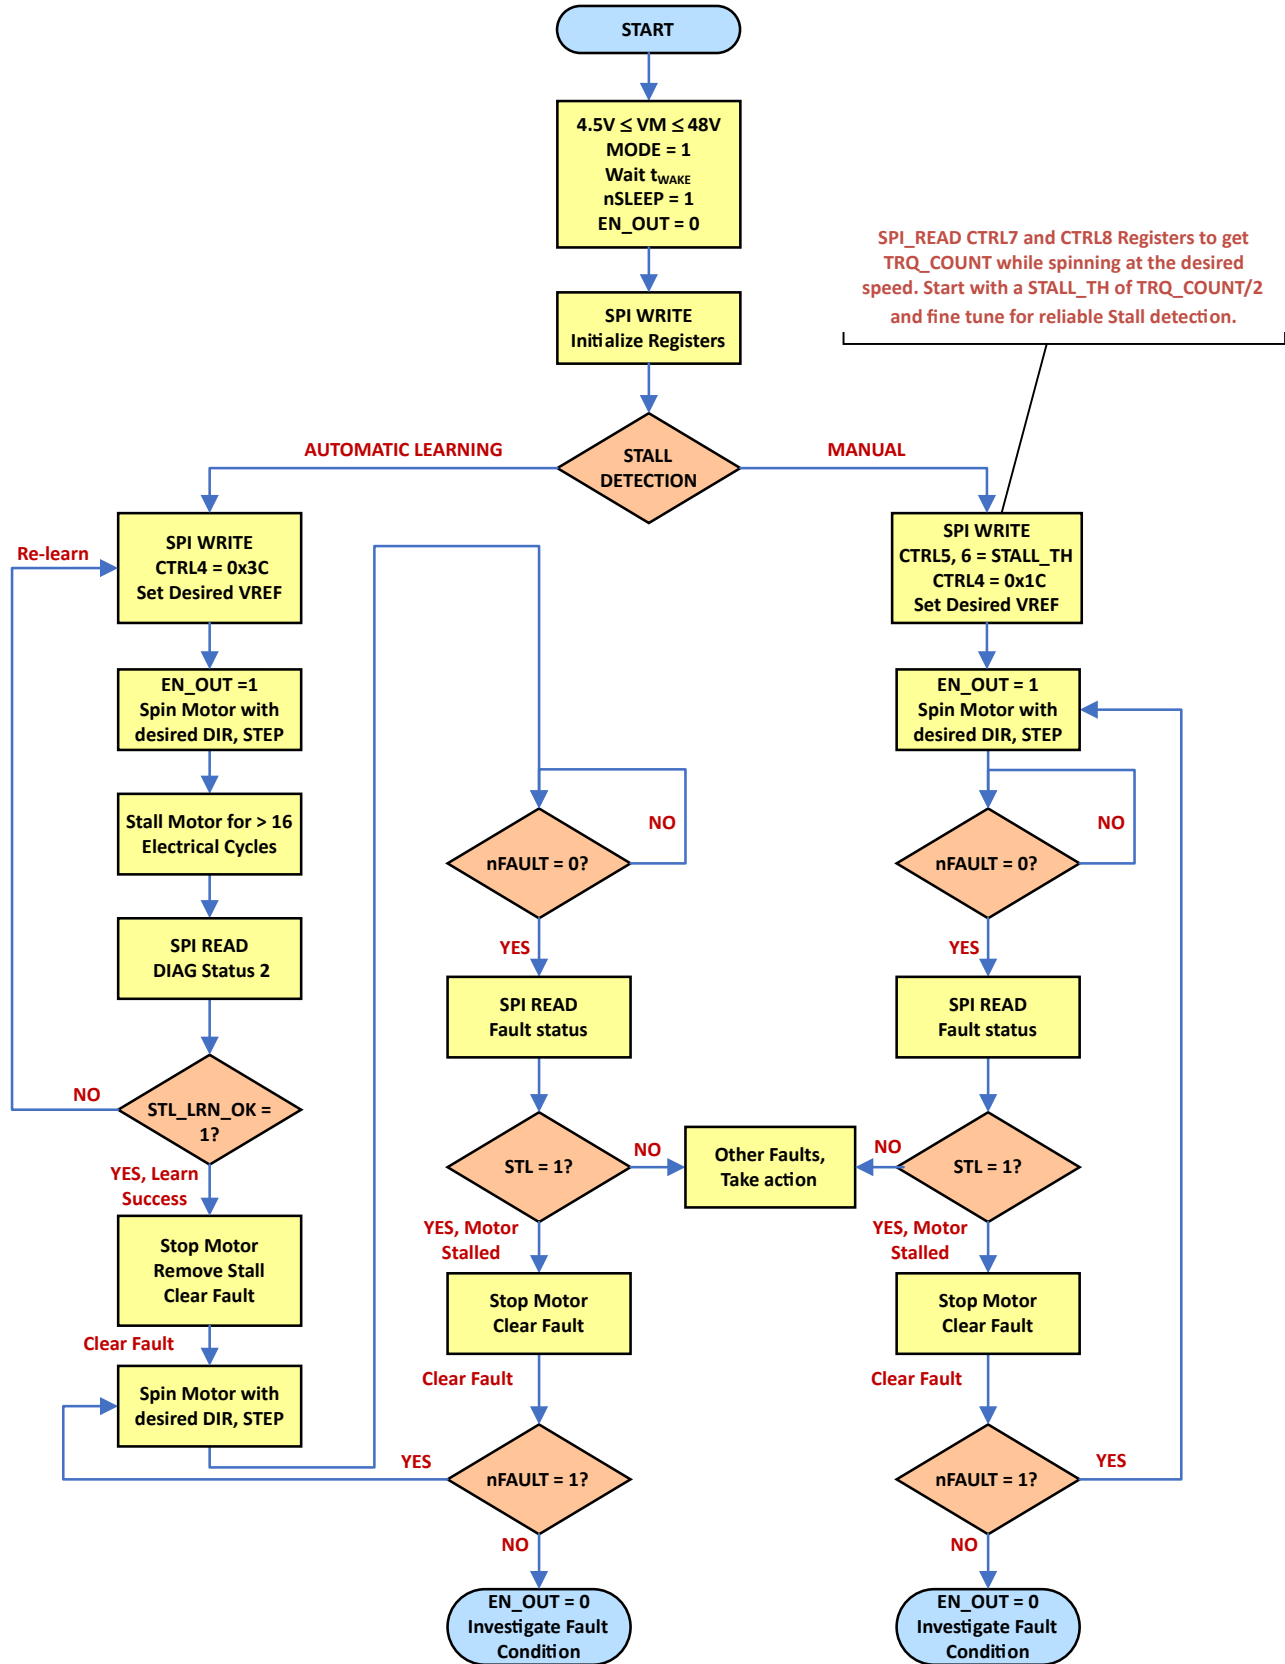 START
4.5V ≤ VM ≤ 48V
MODE = 1
Wait tWAKE
nSLEEP = 1
EN_OUT = 0
SPI_READ CTRL7 and CTRL8 Registers to get
TRQ_COUNT while spinning at the desired
speed. Start with a STALL_TH of TRQ_COUNT/2
and fine tune for reliable Stall detection.
SPI WRITE
Initialize Registers
STALL
DETECTION
AUTOMATIC LEARNING
MANUAL
Re-learn
SPI WRITE
CTRL4 = 0x3C
Set Desired VREF
EN_OUT =1
Spin Motor with
desired DIR, STEP
Stall Motor for > 16
Electrical Cycles
SPI READ
DIAG Status 2
NO
STL_LRN_OK =
1?
YES, Learn
Success
Stop Motor
Remove Stall
Clear Fault
Clear Fault
Spin Motor with
desired DIR, STEP
nFAULT = 0?
NO
YES
SPI READ
Fault status
STL = 1?
NO
Other Faults,
Take action
YES, Motor
Stalled
Stop Motor
Clear Fault
Clear Fault
nFAULT = 1?
YES
NO
EN_OUT = 0
Investigate Fault
Condition
SPI WRITE
CTRL5, 6 = STALL_TH
CTRL4 = 0x1C
Set Desired VREF
EN_OUT = 1
Spin Motor with
desired DIR, STEP
nFAULT = 0?
NO
YES
SPI READ
Fault status
STL = 1?
NO
YES, Motor
Stalled
Stop Motor
Clear Fault
Clear Fault
nFAULT = 1?
YES
NO
EN_OUT = 0
Investigate Fault
Condition